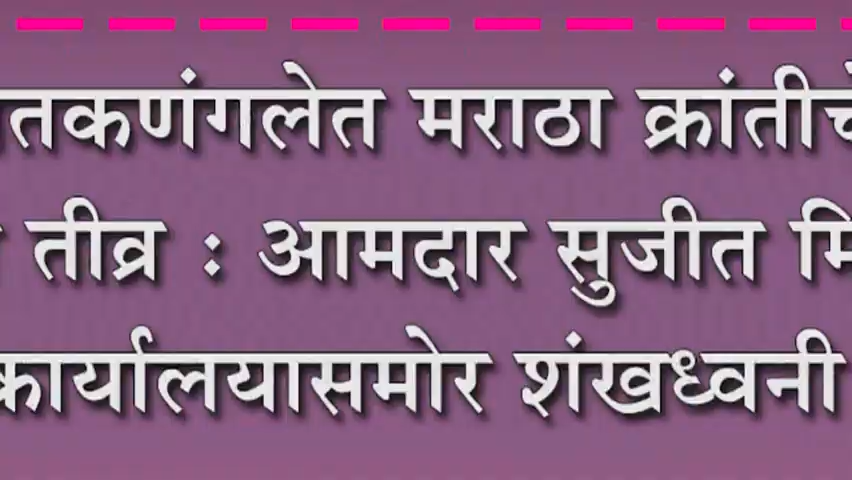 तकणंगलेत मराठा क्रांतीच
तीव्र : आमदार सुजीत मि
कार्यालयासमोर शंखध्वनी